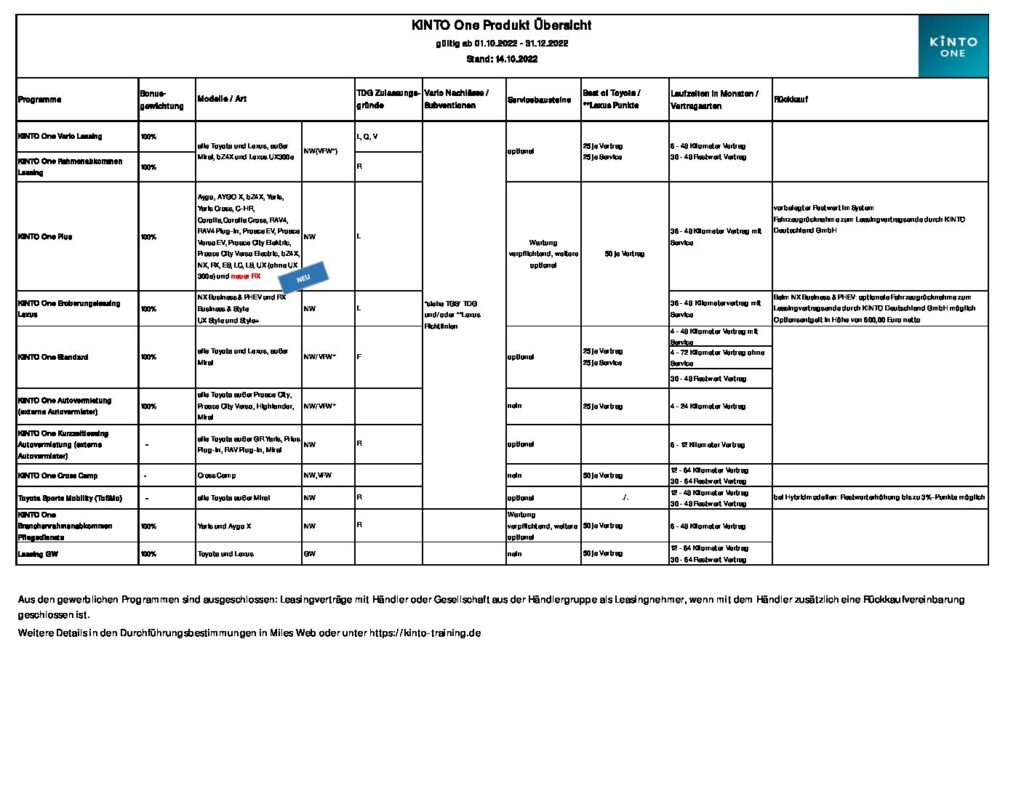 KINTO One Produkt Übersicht
gültig ab 01.10.2022 - 31.12.2022
Stand: 14.10.2022
KINTO
ONE
Programme
Bonus-
gewichtung
Modelle / Art
TDG Zulassungs-
gründe
Vario Nachlässe /
Subventionen
Servicebausteine
Best of Toyota /
**Lexus Punkte
Laufzeiten in Monaten /
Vertragsarten
Rückkauf
KINTO One Vario Leasing
100%
alle Toyota und Lexus, außer
Mirai, bZ4X und Lexus UX300e
NW(VFW*)
L, Q, V
optional
25 je Vertrag
25 je Service
6 - 48 Kilometer Vertrag
30 - 48 Restwert Vertrag
KINTO One Rahmenabkommen
Leasing
100%
R
KINTO One Plus
100%
Aygo, AYGO X, bZ4X, Yaris,
Yaris Cross, C-HR,
Corolla,Corolla Cross, RAV4,
RAV4 Plug-In, Proace EV, Proace
Verso EV, Proace City Elektric,
Proace City Verso Electric, bZ4X,
NX, RX, ES, LC, LS, UX (ohne UX
300e) und neuer RX
NEU
NW
L
Wartung
verpflichtend, weitere
optional
50 je Vertrag
36 - 48 Kilometer Vertrag mit
Service
vorbelegter Restwert im System
Fahrzeugrücknahme zum Leasingvertragsende durch KINTO
Deutschland GmbH
*siehe TGS/ TDG
und/oder **Lexus
Richtlinien
KINTO One Eroberungsleasing
Lexus
100%
NX Business & PHEV und RX
Business & Style
UX Style und Style+
NW
L
36 - 48 Kilometervertrag mit
Service
Beim NX Business & PHEV: optionale Fahrzeugrücknahme zum
Leasingvertragsende durch KINTO Deutschland GmbH möglich
Optionsentgelt in Höhe von 500,00 Euro netto
KINTO One Standard
100%
alle Toyota und Lexus, außer
Mirai
NW/VFW*
F
optional
25 je Vertrag
25 je Service
4 - 48 Kilometer Vertrag mit
Service
4 - 72 Kilometer Vertrag ohne
Service
30 - 48 Restwert Vertrag
KINTO One Autovermietung
(externe Autovermieter)
100%
alle Toyota außer Proace City,
Proace City Verso, Highlander,
Mirai
NW/VFW*
nein
25 je Vertrag
4 - 24 Kilometer Vertrag
KINTO One Kurzzeitleasing
Autovermietung (externe
Autovermieter)
-
alle Toyota außer GR Yaris, Prius
Plug-In, RAV Plug-In, Mirai
NW
R
optional
6 - 12 Kilometer Vertrag
KINTO One Cross Camp
-
Cross Camp
NW,VFW
nein
50 je Vertrag
12 - 54 Kilometer Vertrag
30 - 54 Restwert Vertrag
Toyota Sports Mobility (ToSMo)
-
alle Toyota außer Mirai
NW
R
optional
./.
12 - 48 Kilometer Vertrag
30 - 48 Restwert Vertrag
bei Hybridmodellen: Restwerterhöhung bis zu 3%-Punkte möglich
KINTO One
Branchenrahmenabkommen
Pflegedienste
100%
Yaris und Aygo X
NW
R
Wartung
verpflichtend, weitere
optional
50 je Vertrag
6 - 48 Kilometer Vertrag
Leasing GW
100%
Toyota und Lexus
GW
nein
50 je Vertrag
12 - 54 Kilometer Vertrag
30 - 54 Restwert Vertrag
Aus den gewerblichen Programmen sind ausgeschlossen: Leasingverträge mit Händler oder Gesellschaft aus der Händlergruppe als Leasingnehmer, wenn mit dem Händler zusätzlich eine Rückkaufvereinbarung
geschlossen ist.
Weitere Details in den Durchführungsbestimmungen in Miles Web oder unter https://kinto-training.de